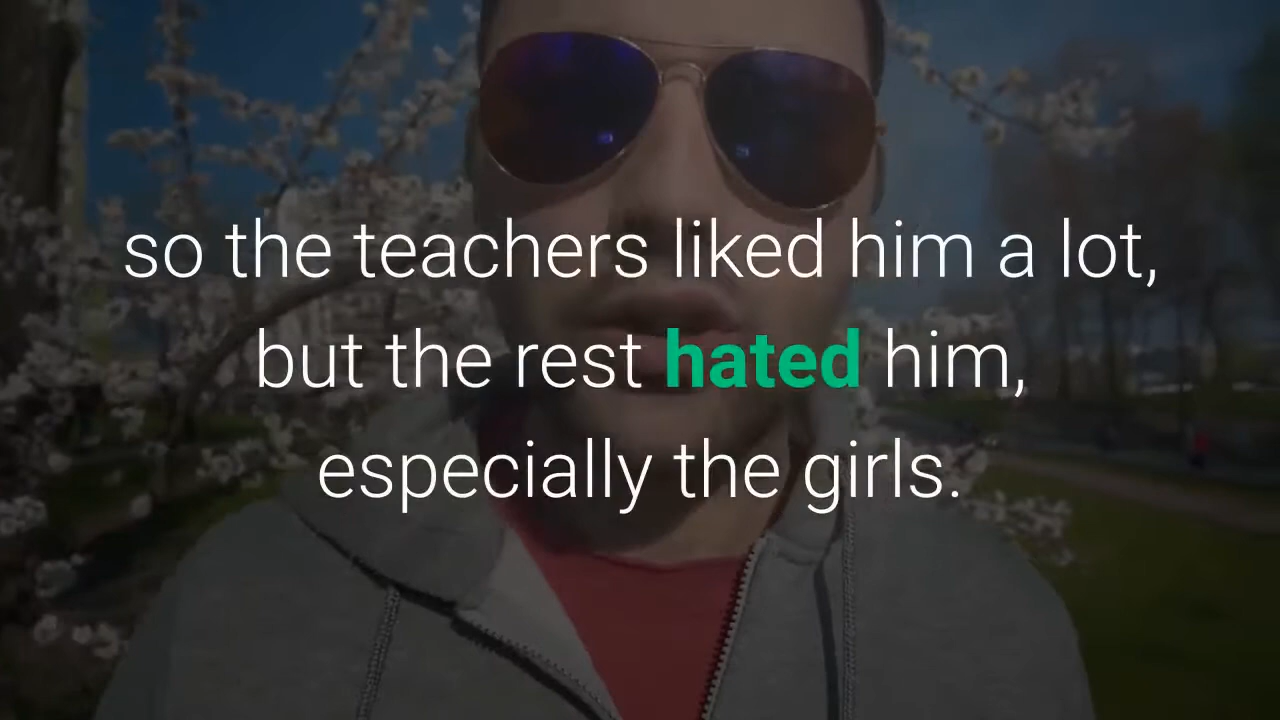 so the teachers liked him a lot,
but the rest hated him,
especially the girls.